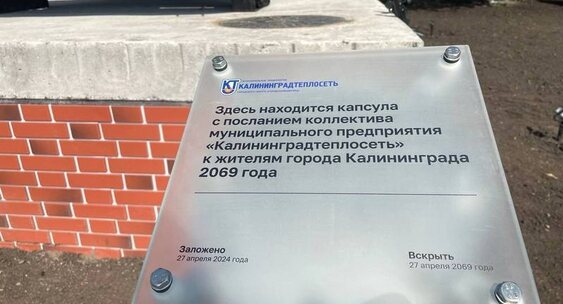 КТ КАЛИНИНГРАДТЕПЛОСЕТЬ
Здесь находится капсула
с посланием коллектива
муниципального предприятия
«Калининградтеплосеть»
к жителям города Калининграда
2069 года
Заложено
27 апреля 2024 года
Вскрыть
27 апреля 2069 года